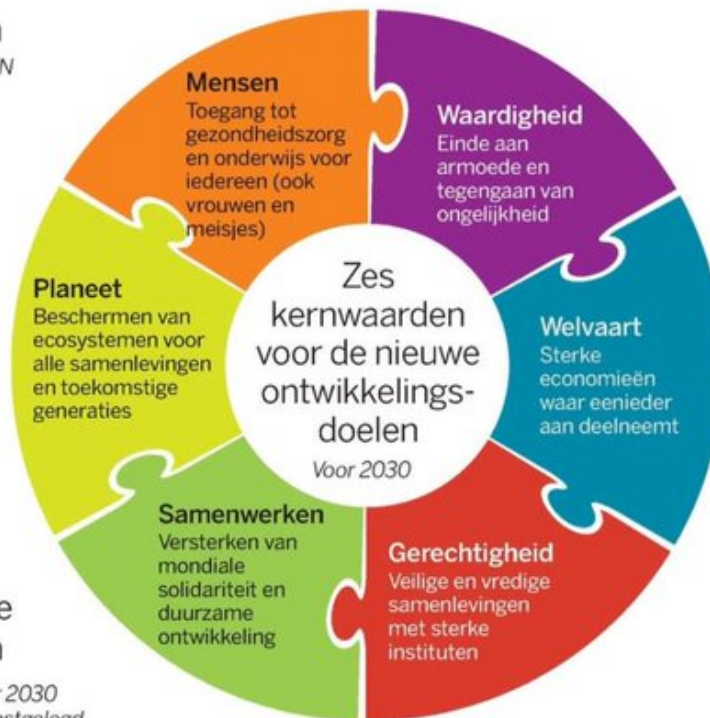 N
Mensen
Toegang tot
gezondheidszorg
en onderwijs voor
iedereen (ook
vrouwen en
meisjes)
Waardigheid
Einde aan
armoede en
tegengaan van
ongelijkheid
Planeet
Beschermen van
ecosystemen voor
alle samenlevingen
en toekomstige
generaties
Zes
kernwaarden
voor de nieuwe
ontwikkelings-
doelen
Voor 2030
Welvaart
Sterke
economieën
waar eenieder
aan deelneemt
Samenwerken
Versterken van
mondiale
solidariteit en
duurzame
ontwikkeling
Gerechtigheid
Veilige en vredige
samenlevingen
met sterke
instituten
e
2030